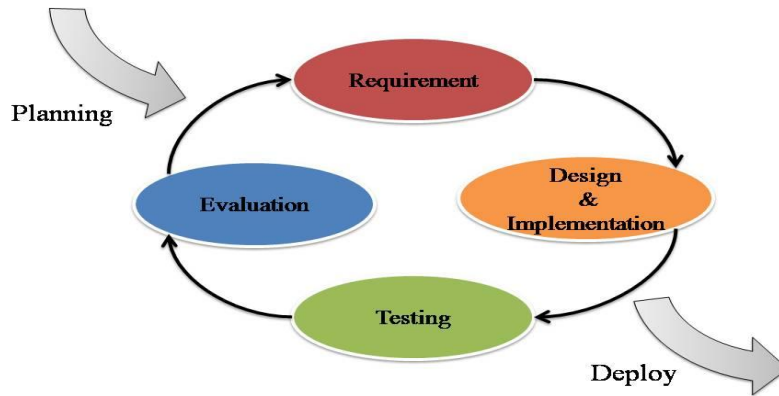 Requirement
Planning
Evaluation
Design
&
Implementation
Testing
Deploy